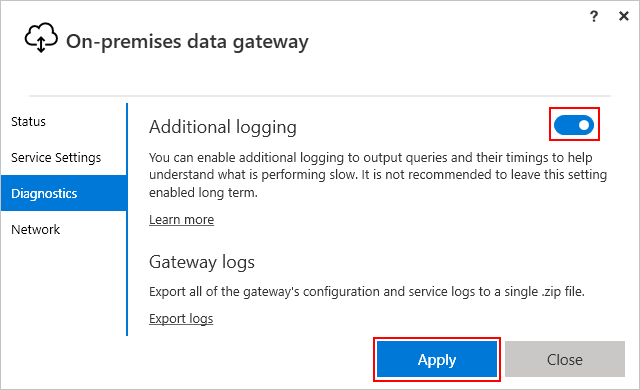 ?
On-premises data gateway
Status
Service Settings
Diagnostics
Network
Additional logging
You can enable additional logging to output queries and their timings to help
understand what is performing slow. It is not recommended to leave this setting
enabled long term.
Learn more
Gateway logs
Export all of the gateway's configuration and service logs to a single .zip file.
Export logs
Apply
Close